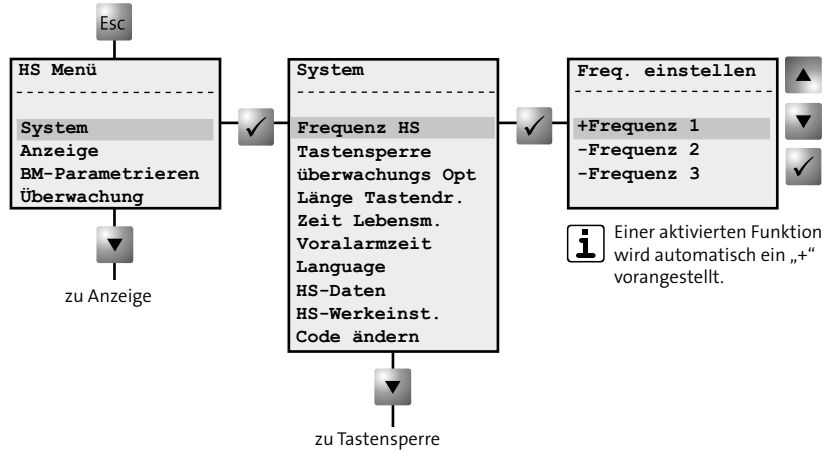 Esc
HS Menü
System
Anzeige
BM-Parametrieren
Überwachung
zu Anzeige
System
Frequenz HS
Tastensperre
überwachungs Opt
Länge Tastendr.
Zeit Lebensm.
Voralarmzeit
Language
HS-Daten
HS-Werkeinst.
Code ändern
zu Tastensperre
Freq. einstellen
+Frequenz 1
-Frequenz 2
-Frequenz 3
i
Einer aktivierten Funktion
wird automatisch ein „+“
vorangestellt.